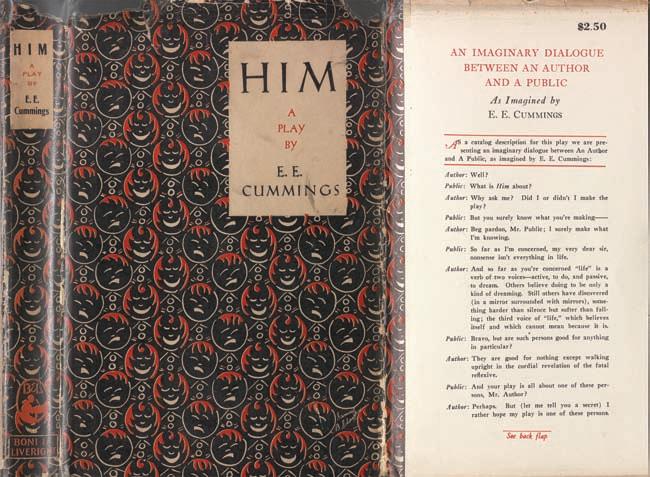 HIM
A
PLAY
BY
E. E.
Cummings
BONI &
LIVERIGHT
HIM
A
PLAY
BY
E. E.
CUMMINGS
$2.50
AN IMAGINARY DIALOGUE
BETWEEN AN AUTHOR
AND A PUBLIC
As Imagined by
E. E. CUMMINGS
AS a catalog description for this play we are pre-
senting an imaginary dialogue between An Author
and A Public, as imagined by E. E. Cummings:
Author: Well?
Public: What is Him about?
Author: Why ask me? Did I or didn't I make the
play?
Public: But you surely know what you're making——
Author: Beg pardon, Mr. Public; I surely make what
I'm knowing.
Public: So far as I'm concerned, my very dear sir,
nonsense isn't everything in life.
Author: And so far as you're concerned "life" is a
verb of two voices—active, to do, and passive,
to dream. Others believe doing to be only a
kind of dreaming. Still others have discovered
(in a mirror surrounded with mirrors), some-
thing harder than silence but softer than fall-
ing; the third voice of "life," which believes
itself and which cannot mean because it is.
Public: Bravo, but are such persons good for anything
in particular?
Author: They are good for nothing except walking
upright in the cordial revelation of the fatal
reflexive.
Public: And your play is all about one of these per-
sons, Mr. Author?
Author: Perhaps. But (let me tell you a secret) I
rather hope my play is one of these persons.
See back flap